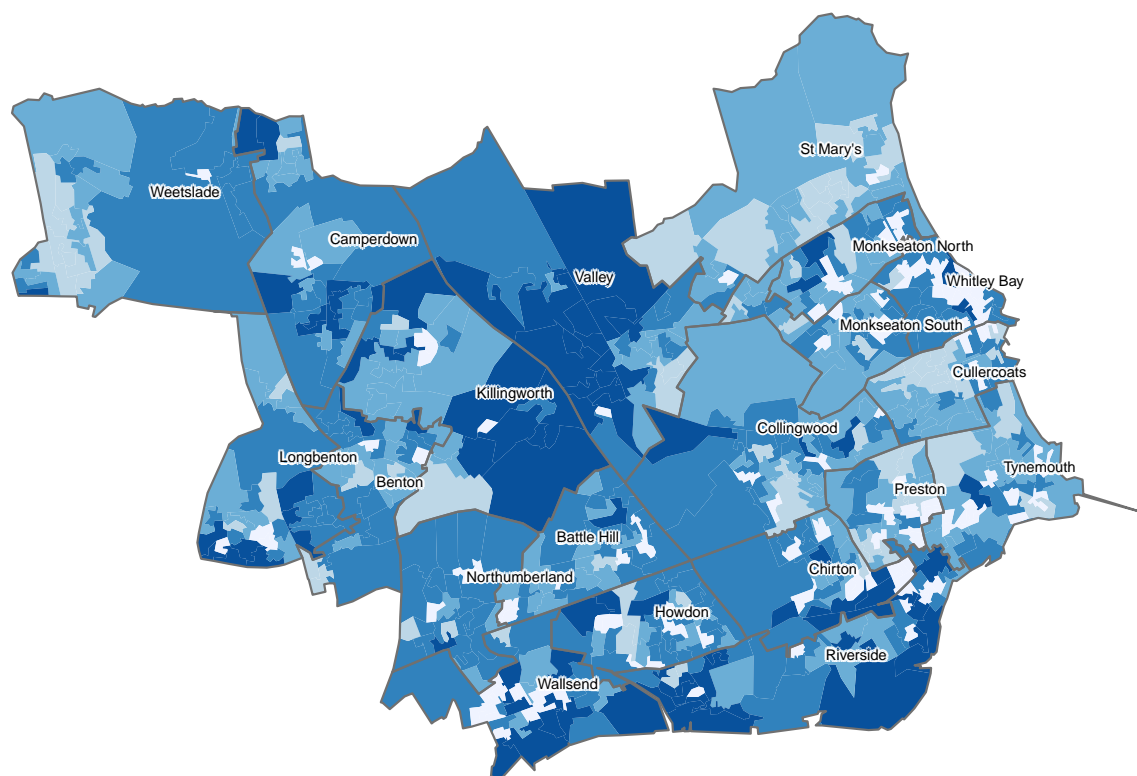 St Mary's
Weetslade
Camperdown
Monkseaton North
Valley
Whitley Bay
Monkseaton South
Cullercoats
Killingworth
Collingwood
Longbenton
Tynemouth
Benton
Preston
Battle Hill
Chirton
Northumberland
Howdon
Riverside
Wallsend